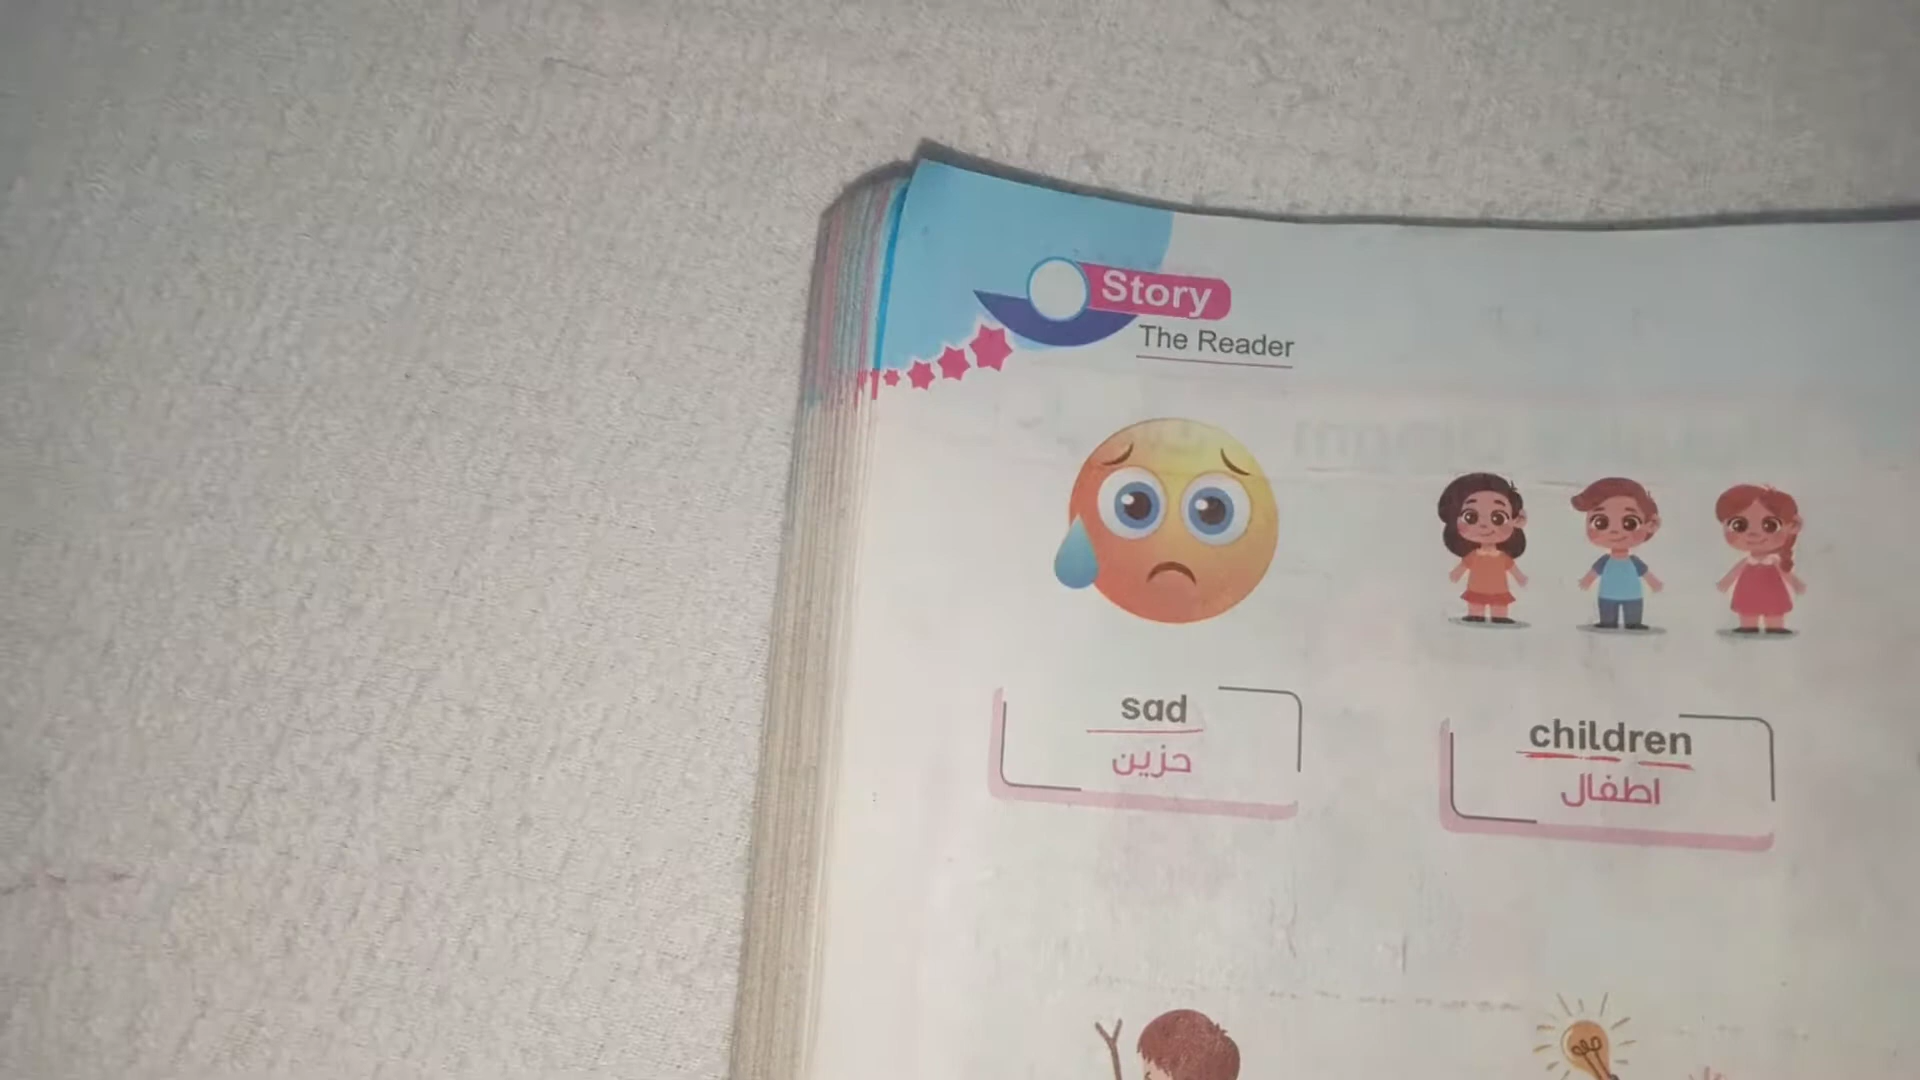 Story
The Reader
sad
حزين
children
اطفال